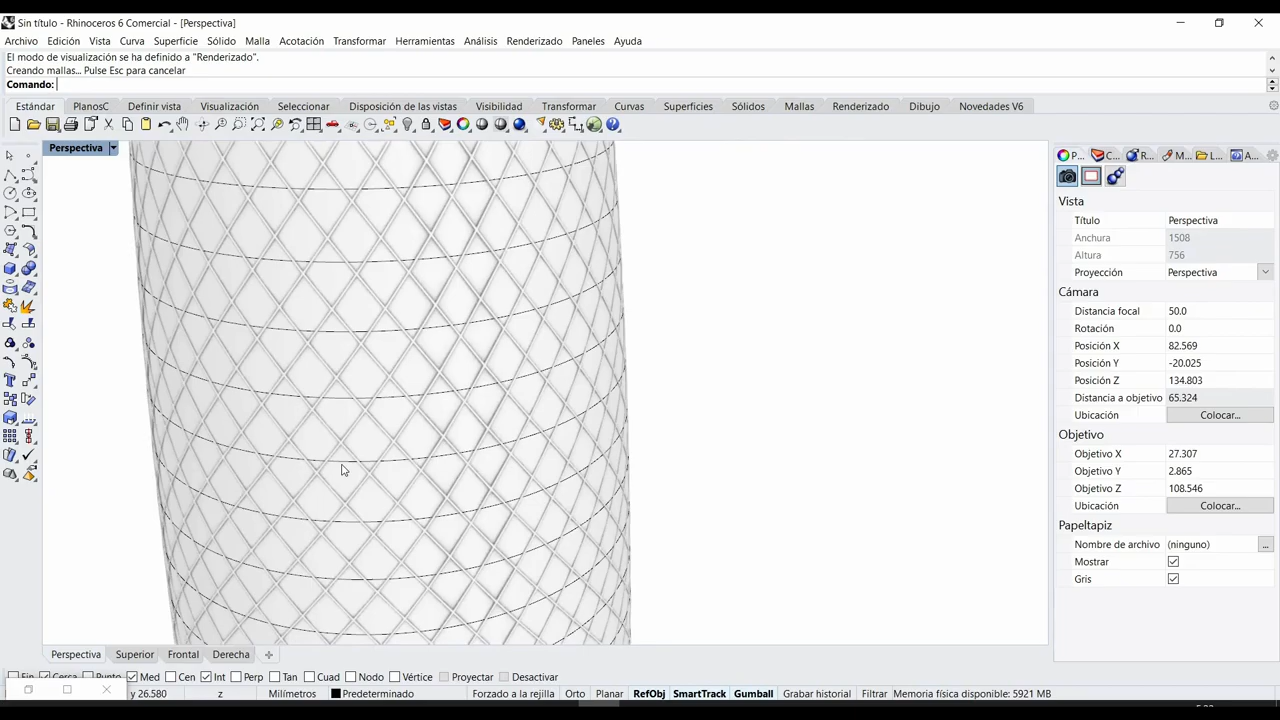 Sin título - Rhinoceros 6 Comercial - [Perspectiva]
Archivo Edición Vista Curva Superficie Sólido Malla Acotación Transformar Herramientas Análisis Renderizado Paneles Ayuda
El modo de visualización se ha definido a "Renderizado".
Creando mallas... Pulse Esc para cancelar
Comando:
Estándar PlanosC Definir vista Visualización Seleccionar Disposición de las vistas Visibilidad Transformar Curvas Superficies Sólidos Mallas Renderizado Dibujo Novedades V6
Perspectiva
P... C... R... M... L... A...
Vista
Título Perspectiva
Anchura 1508
Altura 756
Proyección Perspectiva
Cámara
Distancia focal 50.0
Rotación 0.0
Posición X 82.569
Posición Y -20.025
Posición Z 134.803
Distancia a objetivo 65.324
Ubicación Colocar...
Objetivo
Objetivo X 27.307
Objetivo Y 2.865
Objetivo Z 108.546
Ubicación Colocar...
Papeltapiz
Nombre de archivo (ninguno) ...
Mostrar
Gris
Perspectiva Superior Frontal Derecha
Fin Cerca Punto Med Cen Int Perp Tan Cuad Nodo Vértice Proyectar Desactivar
y 26.580 z Milímetros Predeterminado Forzado a la rejilla Orto Planar RefObj SmartTrack Gumball Grabar historial Filtrar Memoria física disponible: 5921 MB